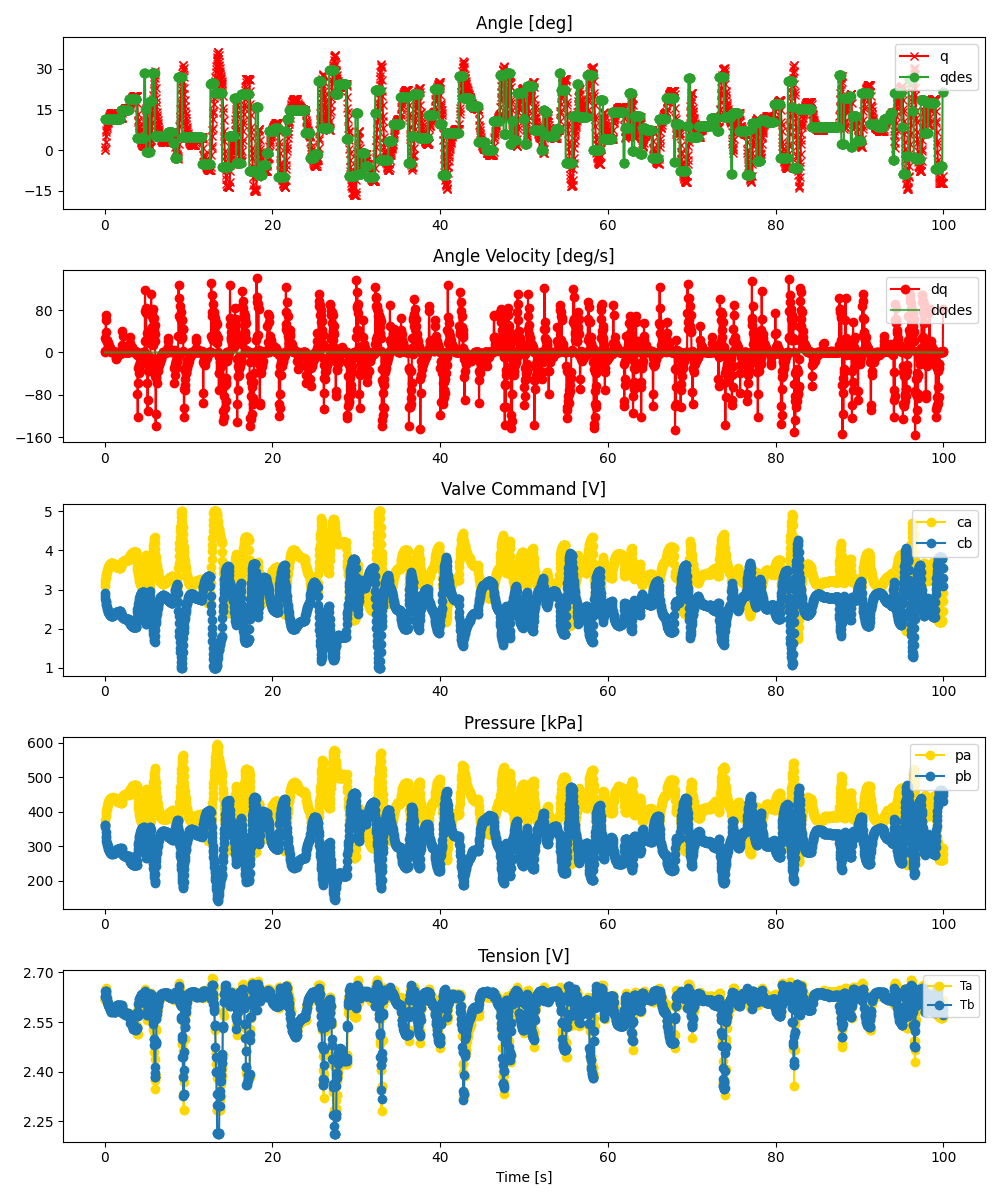 Angle [deg]
30
15
0
−15
q
qdes
0 20 40 60 80 100
Angle Velocity [deg/s]
80
0
−80
−160
dq
dqdes
0 20 40 60 80 100
Valve Command [V]
5
4
3
2
1
ca
cb
0 20 40 60 80 100
Pressure [kPa]
600
500
400
300
200
pa
pb
0 20 40 60 80 100
Tension [V]
2.70
2.55
2.40
2.25
Ta
Tb
0 20 40 60 80 100
Time [s]